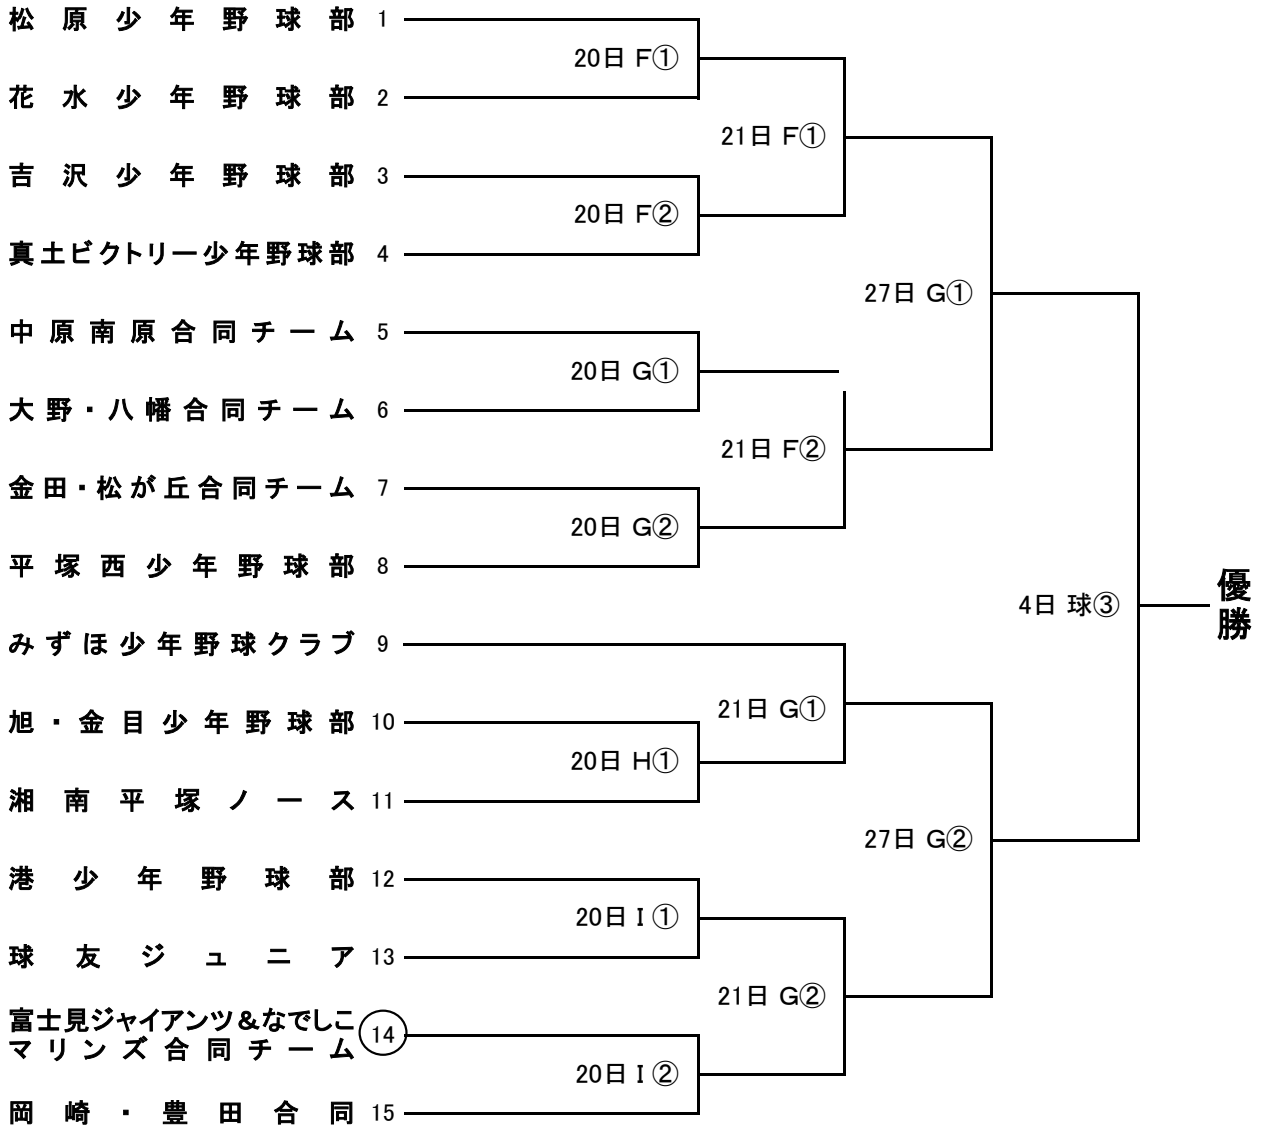 松原少年野球部 1
20日 F①
花水少年野球部 2
21日 F①
吉沢少年野球部 3
20日 F②
真土ビクトリー少年野球部 4
27日 G①
中原南原合同チーム 5
20日 G①
大野・八幡合同チーム 6
21日 F②
金田・松が丘合同チーム 7
20日 G②
平塚西少年野球部 8
4日 球③
優勝
みずほ少年野球クラブ 9
21日 G①
旭・金目少年野球部 10
20日 H①
湘南平塚ノース 11
27日 G②
港少年野球部 12
20日 I ①
球友ジュニア 13
21日 G②
富士見ジャイアンツ&なでしこ
マリンズ合同チーム 14
20日 I ②
岡崎・豊田合同 15